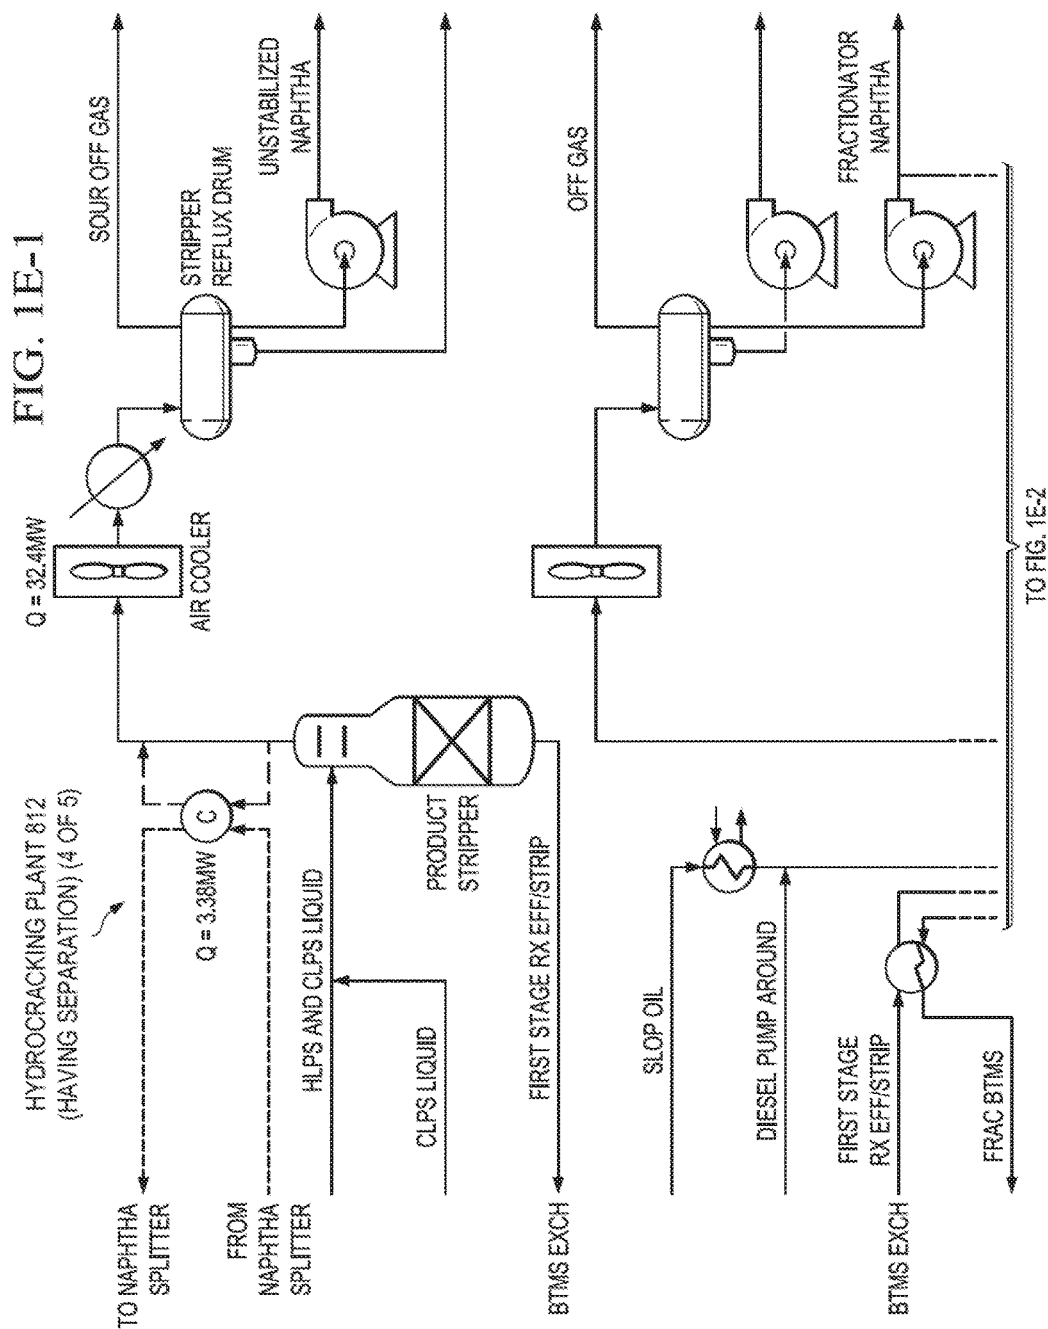 FIG. 1E-1
HYDROCRACKING PLANT 812
(HAVING SEPARATION) (4 OF 5)
Q = 32.4MW
SOUR OFF GAS
TO NAPHTHA
SPLITTER
Q = 3.38MW
C
AIR COOLER
STRIPPER
REFLUX DRUM
FROM
NAPHTHA
SPLITTER
UNSTABILIZED
NAPHTHA
HLPS AND CLPS LIQUID
CLPS LIQUID
PRODUCT
STRIPPER
BTMS EXCH
FIRST STAGE RX EFF/STRIP
OFF GAS
SLOP OIL
DIESEL PUMP AROUND
FRACTIONATOR
NAPHTHA
BTMS EXCH
FIRST STAGE
RX EFF/STRIP
FRAC BTMS
TO FIG. 1E-2